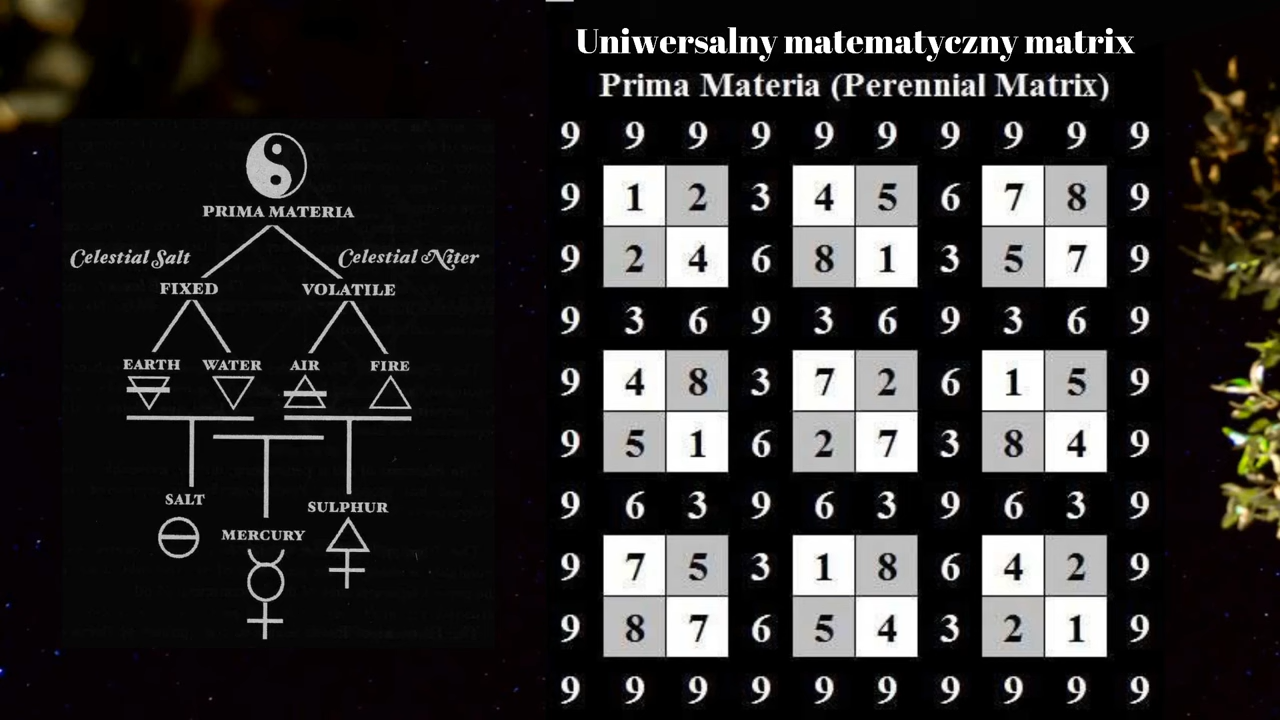 Uniwersalny matematyczny matrix
Prima Materia (Perennial Matrix)
PRIMA MATERIA
Celestial Salt Celestial Niter
FIXED VOLATILE
EARTH WATER AIR FIRE
SALT
SULPHUR
MERCURY
9 9 9 9 9 9 9 9 9 9
9 1 2 3 4 5 6 7 8 9
9 2 4 6 8 1 3 5 7 9
9 3 6 9 3 6 9 3 6 9
9 4 8 3 7 2 6 1 5 9
9 5 1 6 2 7 3 8 4 9
9 6 3 9 6 3 9 6 3 9
9 7 5 3 1 8 6 4 2 9
9 8 7 6 5 4 3 2 1 9
9 9 9 9 9 9 9 9 9 9